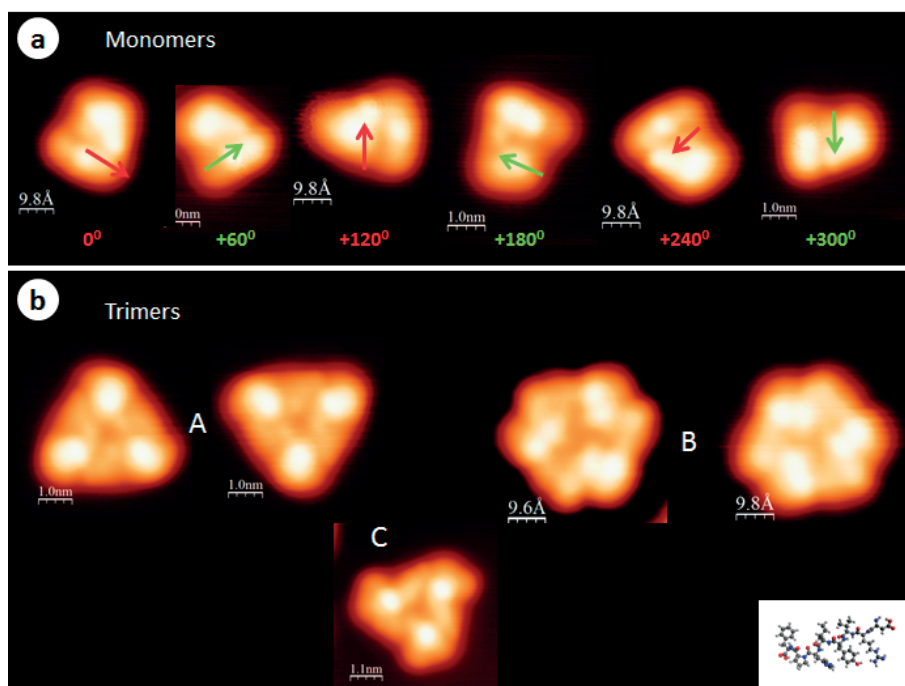 a Monomers
9.8Å 0nm 9.8Å 1.0nm 9.8Å 1.0nm
0⁰ +60⁰ +120⁰ +180⁰ +240⁰ +300⁰
b Trimers
A B
1.0nm 1.0nm 9.6Å 9.8Å
C
1.1nm